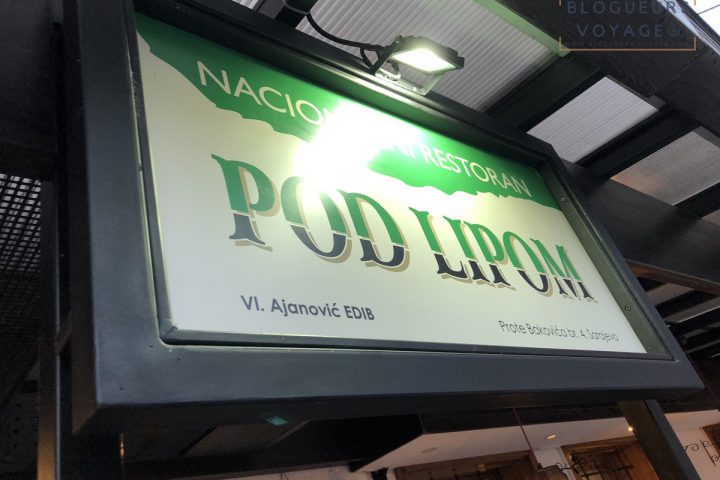 BLOGUEURS
VOYAGE®
RESTORAN
POD LIPOM
Vl. Ajanović EDIB
Prote Bakovića br. 4, Sarajevo